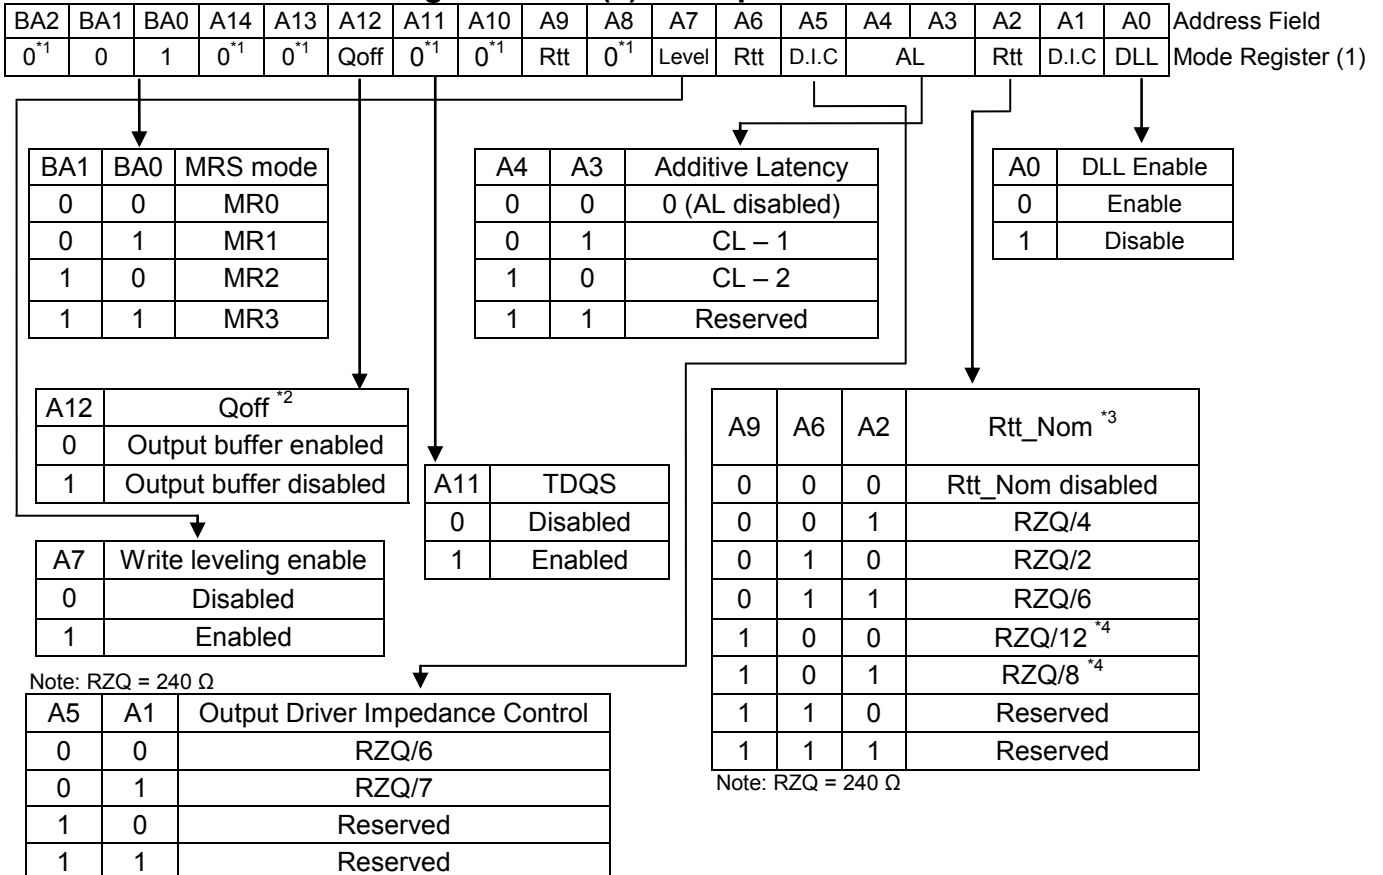 BA2 BA1 BA0 A14 A13 A12 A11 A10 A9 A8 A7 A6 A5 A4 A3 A2 A1 A0 Address Field
0*1 0 1 0*1 0*1 Qoff 0*1 0*1 Rtt 0*1 Level Rtt D.I.C AL Rtt D.I.C DLL Mode Register (1)
BA1 BA0 MRS mode
0 0 MR0
0 1 MR1
1 0 MR2
1 1 MR3
A4 A3 Additive Latency
0 0 0 (AL disabled)
0 1 CL – 1
1 0 CL – 2
1 1 Reserved
A0 DLL Enable
0 Enable
1 Disable
A12 Qoff *2
0 Output buffer enabled
1 Output buffer disabled
A11 TDQS
0 Disabled
1 Enabled
A9 A6 A2 Rtt_Nom *3
0 0 0 Rtt_Nom disabled
0 0 1 RZQ/4
0 1 0 RZQ/2
0 1 1 RZQ/6
1 0 0 RZQ/12 *4
1 0 1 RZQ/8 *4
1 1 0 Reserved
1 1 1 Reserved
Note: RZQ = 240 Ω
A7 Write leveling enable
0 Disabled
1 Enabled
Note: RZQ = 240 Ω
A5 A1 Output Driver Impedance Control
0 0 RZQ/6
0 1 RZQ/7
1 0 Reserved
1 1 Reserved